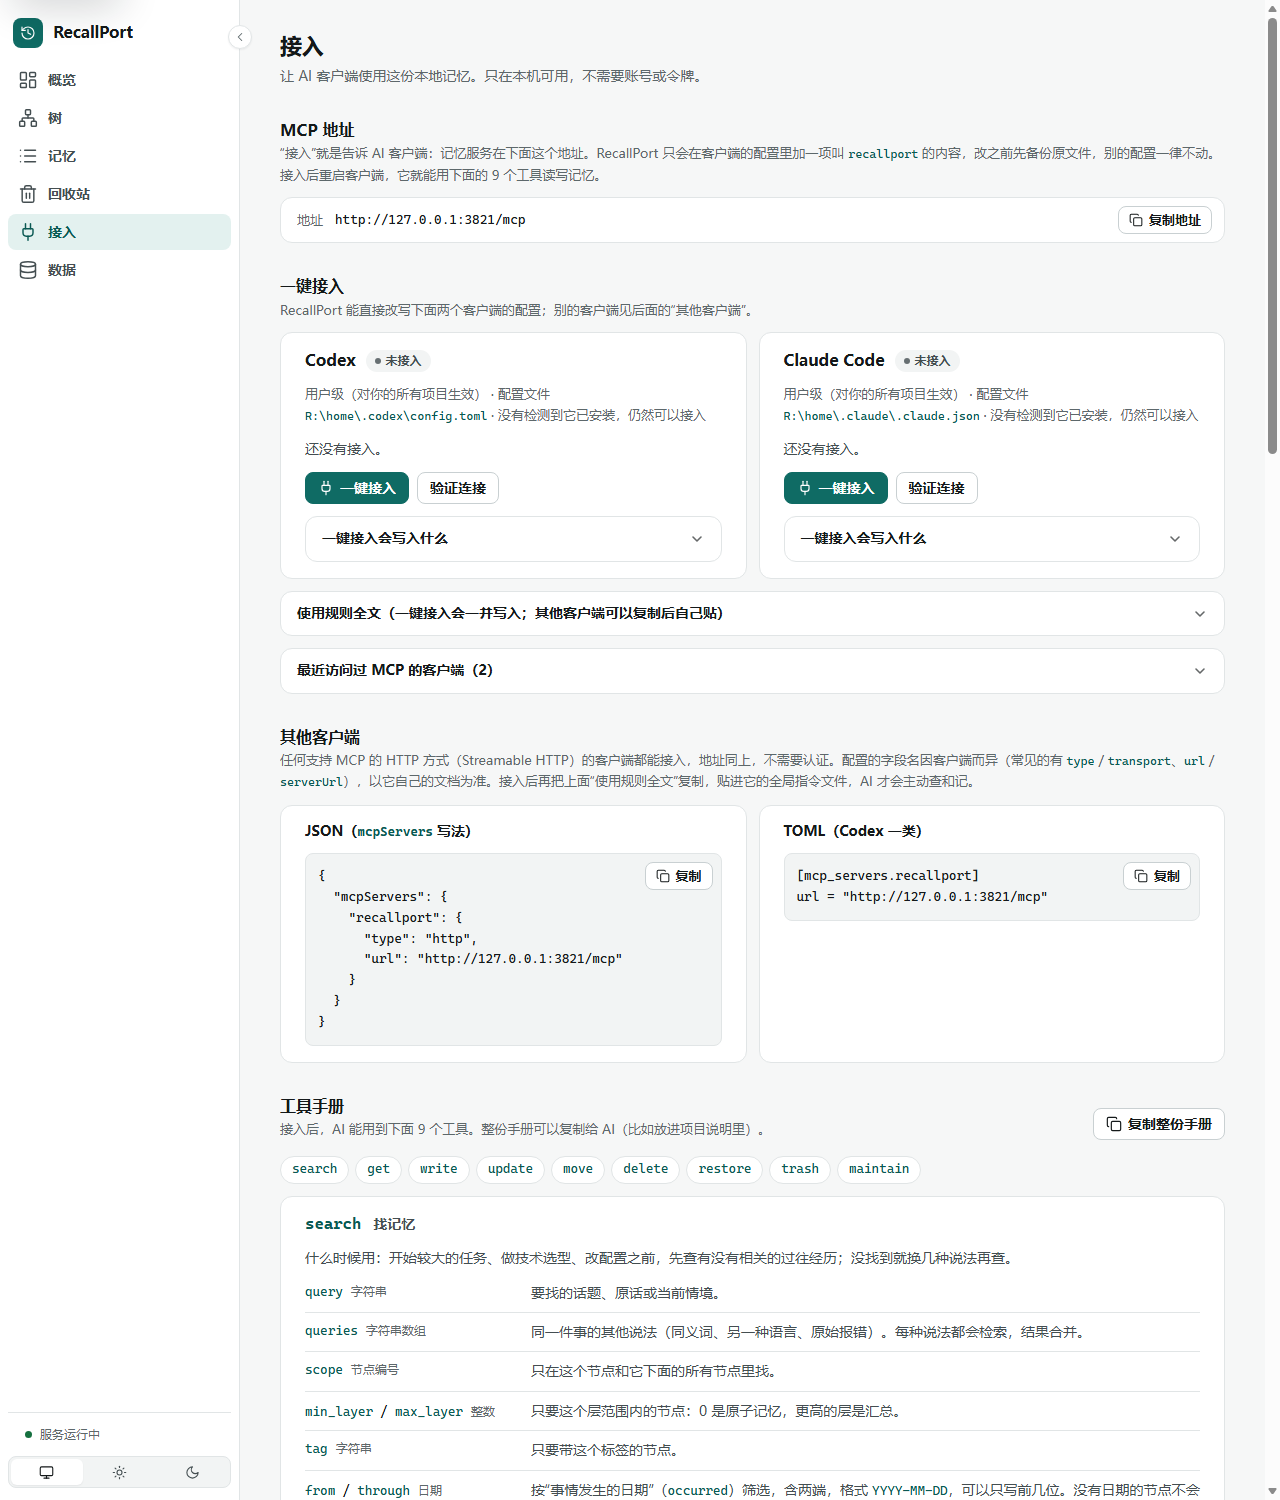 RecallPort
概览
树
记忆
回收站
接入
数据
服务运行中
接入
让 AI 客户端使用这份本地记忆。只在本机可用，不需要账号或令牌。
MCP 地址
“接入”就是告诉 AI 客户端：记忆服务在下面这个地址。RecallPort 只会在客户端的配置里加一项叫 recallport 的内容，改之前先备份原文件，别的配置一律不动。
接入后重启客户端，它就能用下面的 9 个工具读写记忆。
地址 http://127.0.0.1:3821/mcp
复制地址
一键接入
RecallPort 能直接改写下面两个客户端的配置；别的客户端见后面的“其他客户端”。
Codex 未接入
用户级（对你的所有项目生效） · 配置文件
R:\home\.codex\config.toml · 没有检测到它已安装，仍然可以接入
还没有接入。
一键接入 验证连接
一键接入会写入什么
Claude Code 未接入
用户级（对你的所有项目生效） · 配置文件
R:\home\.claude\.claude.json · 没有检测到它已安装，仍然可以接入
还没有接入。
一键接入 验证连接
一键接入会写入什么
使用规则全文（一键接入会一并写入；其他客户端可以复制后自己贴）
最近访问过 MCP 的客户端（2）
其他客户端
任何支持 MCP 的 HTTP 方式（Streamable HTTP）的客户端都能接入，地址同上，不需要认证。配置的字段名因客户端而异（常见的有 type / transport、url /
serverUrl），以它自己的文档为准。接入后再把上面“使用规则全文”复制，贴进它的全局指令文件，AI 才会主动查和记。
JSON（mcpServers 写法）
复制
{
"mcpServers": {
"recallport": {
"type": "http",
"url": "http://127.0.0.1:3821/mcp"
}
}
}
TOML（Codex 一类）
复制
[mcp_servers.recallport]
url = "http://127.0.0.1:3821/mcp"
工具手册
接入后，AI 能用到下面 9 个工具。整份手册可以复制给 AI（比如放进项目说明里）。
复制整份手册
search get write update move delete restore trash maintain
search 找记忆
什么时候用：开始较大的任务、做技术选型、改配置之前，先查有没有相关的过往经历；没找到就换几种说法再查。
query 字符串 要找的话题、原话或当前情境。
queries 字符串数组 同一件事的其他说法（同义词、另一种语言、原始报错）。每种说法都会检索，结果合并。
scope 节点编号 只在这个节点和它下面的所有节点里找。
min_layer / max_layer 整数 只要这个层范围内的节点：0 是原子记忆，更高的层是汇总。
tag 字符串 只要带这个标签的节点。
from / through 日期 按“事情发生的日期”（occurred）筛选，含两端，格式 YYYY-MM-DD，可以只写前几位。没有日期的节点不会